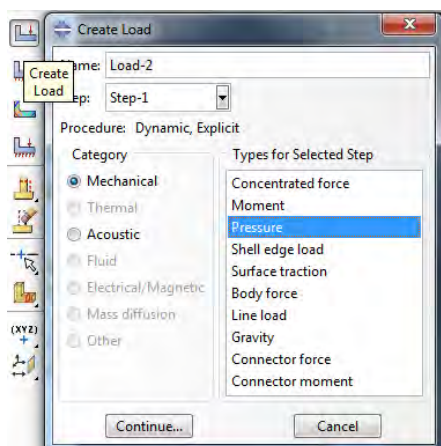 Create Load
Name: Load-2
Create
Load
Step: Step-1
Procedure: Dynamic, Explicit
Category
Types for Selected Step
Mechanical
Thermal
Acoustic
Fluid
Electrical/Magnetic
Mass diffusion
Other
Concentrated force
Moment
Pressure
Shell edge load
Surface traction
Body force
Line load
Gravity
Connector force
Connector moment
(XYZ)
Continue...
Cancel